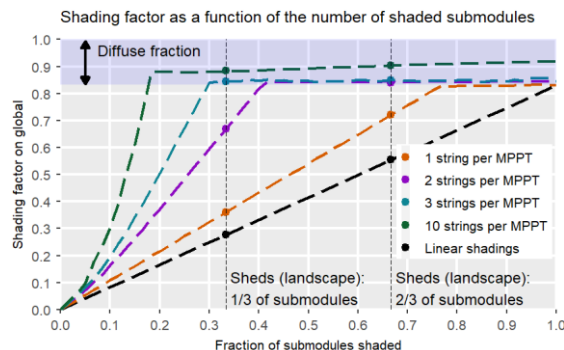 Shading factor as a function of the number of shaded submodules
Shading factor on global
1.0
0.9
0.8
0.7
0.6
0.5
0.4
0.3
0.2
0.1
0.0
Diffuse fraction
1 string per MPPT
2 strings per MPPT
3 strings per MPPT
10 strings per MPPT
Linear shadings
Sheds (landscape):
1/3 of submodules
Sheds (landscape):
2/3 of submodules
0.0 0.1 0.2 0.3 0.4 0.5 0.6 0.7 0.8 0.9 1.0
Fraction of submodules shaded